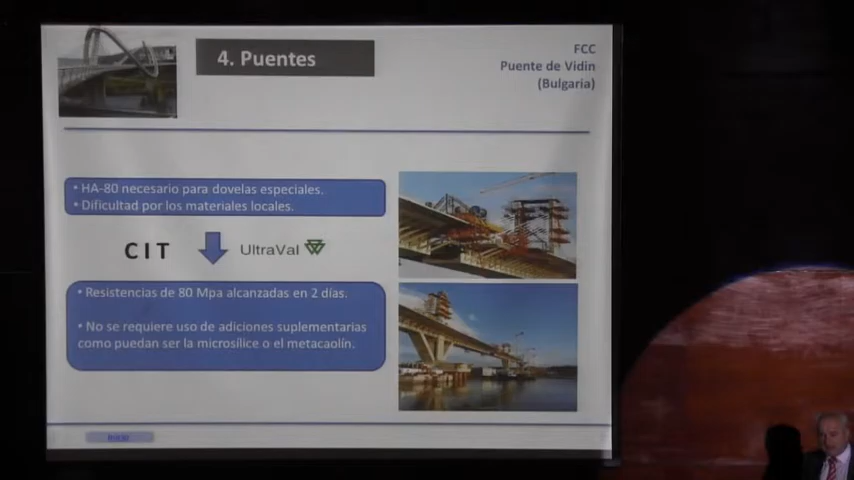 4. Puentes
FCC
Puente de Vidin
(Bulgaria)
• HA-80 necesario para dovelas especiales.
• Dificultad por los materiales locales.
CIT
UltraVal
• Resistencias de 80 Mpa alcanzadas en 2 días.
• No se requiere uso de adiciones suplementarias
como puedan ser la microsílice o el metacaolín.
Inicio